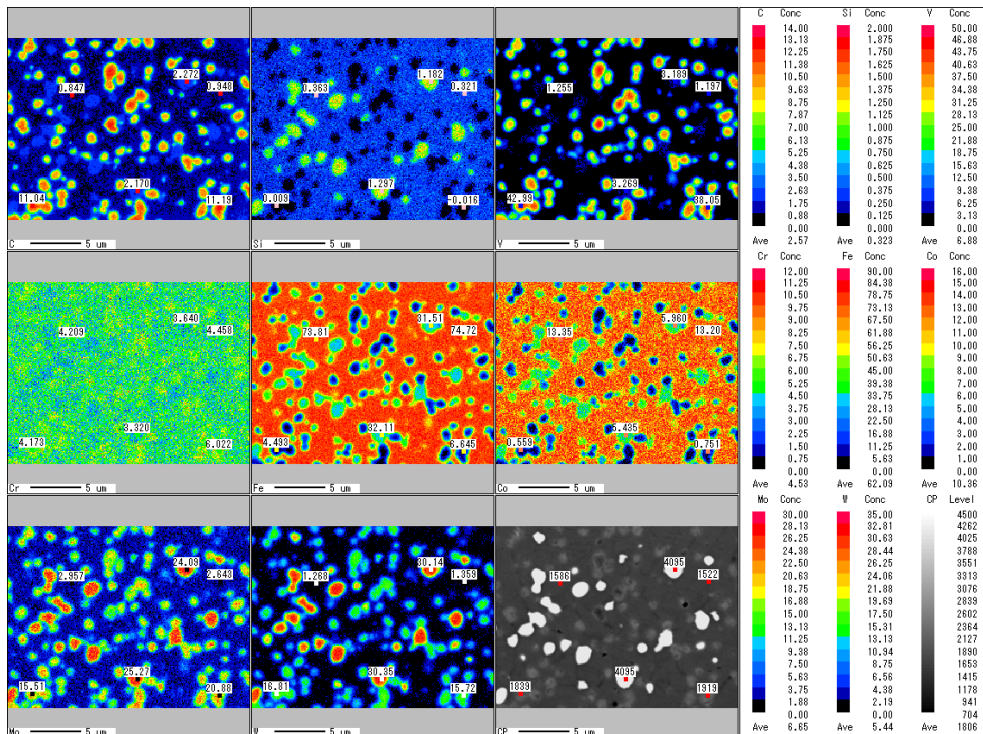 2.272
0.847
0.948
2.170
11.04
11.19
C 5 um
1.182
0.363
0.321
1.297
0.009
-0.016
Si 5 um
3.189
1.255
1.197
3.269
42.99
38.05
V 5 um
C Conc Si Conc V Conc
14.00 2.000 50.00
13.13 1.875 46.88
12.25 1.750 43.75
11.38 1.625 40.63
10.50 1.500 37.50
9.63 1.375 34.38
8.75 1.250 31.25
7.87 1.125 28.13
7.00 1.000 25.00
6.13 0.875 21.88
5.25 0.750 18.75
4.38 0.625 15.63
3.50 0.500 12.50
2.63 0.375 9.38
1.75 0.250 6.25
0.88 0.125 3.13
0.00 0.000 0.00
Ave 2.57 Ave 0.323 Ave 6.88
3.640
4.209
4.458
3.320
4.173
6.022
Cr 5 um
31.51
73.81
74.72
32.11
4.493
6.645
Fe 5 um
5.960
13.35
13.20
5.435
0.559
0.751
Co 5 um
Cr Conc Fe Conc Co Conc
12.00 90.00 16.00
11.25 84.38 15.00
10.50 78.75 14.00
9.75 73.13 13.00
9.00 67.50 12.00
8.25 61.88 11.00
7.50 56.25 10.00
6.75 50.63 9.00
6.00 45.00 8.00
5.25 39.38 7.00
4.50 33.75 6.00
3.75 28.13 5.00
3.00 22.50 4.00
2.25 16.88 3.00
1.50 11.25 2.00
0.75 5.63 1.00
0.00 0.00 0.00
Ave 4.53 Ave 62.09 Ave 10.36
24.09
2.957
2.643
25.27
15.51
20.88
Mo 5 um
30.14
1.268
1.359
30.35
16.81
15.72
W 5 um
4095
1586
1522
4095
1839
1919
CP 5 um
Mo Conc W Conc CP Level
30.00 35.00 4500
28.13 32.81 4262
26.25 30.63 4025
24.38 28.44 3788
22.50 26.25 3551
20.63 24.06 3313
18.75 21.88 3076
16.88 19.69 2839
15.00 17.50 2602
13.13 15.31 2364
11.25 13.13 2127
9.38 10.94 1890
7.50 8.75 1653
5.63 6.56 1415
3.75 4.38 1178
1.88 2.19 941
0.00 0.00 704
Ave 6.65 Ave 5.44 Ave 1806